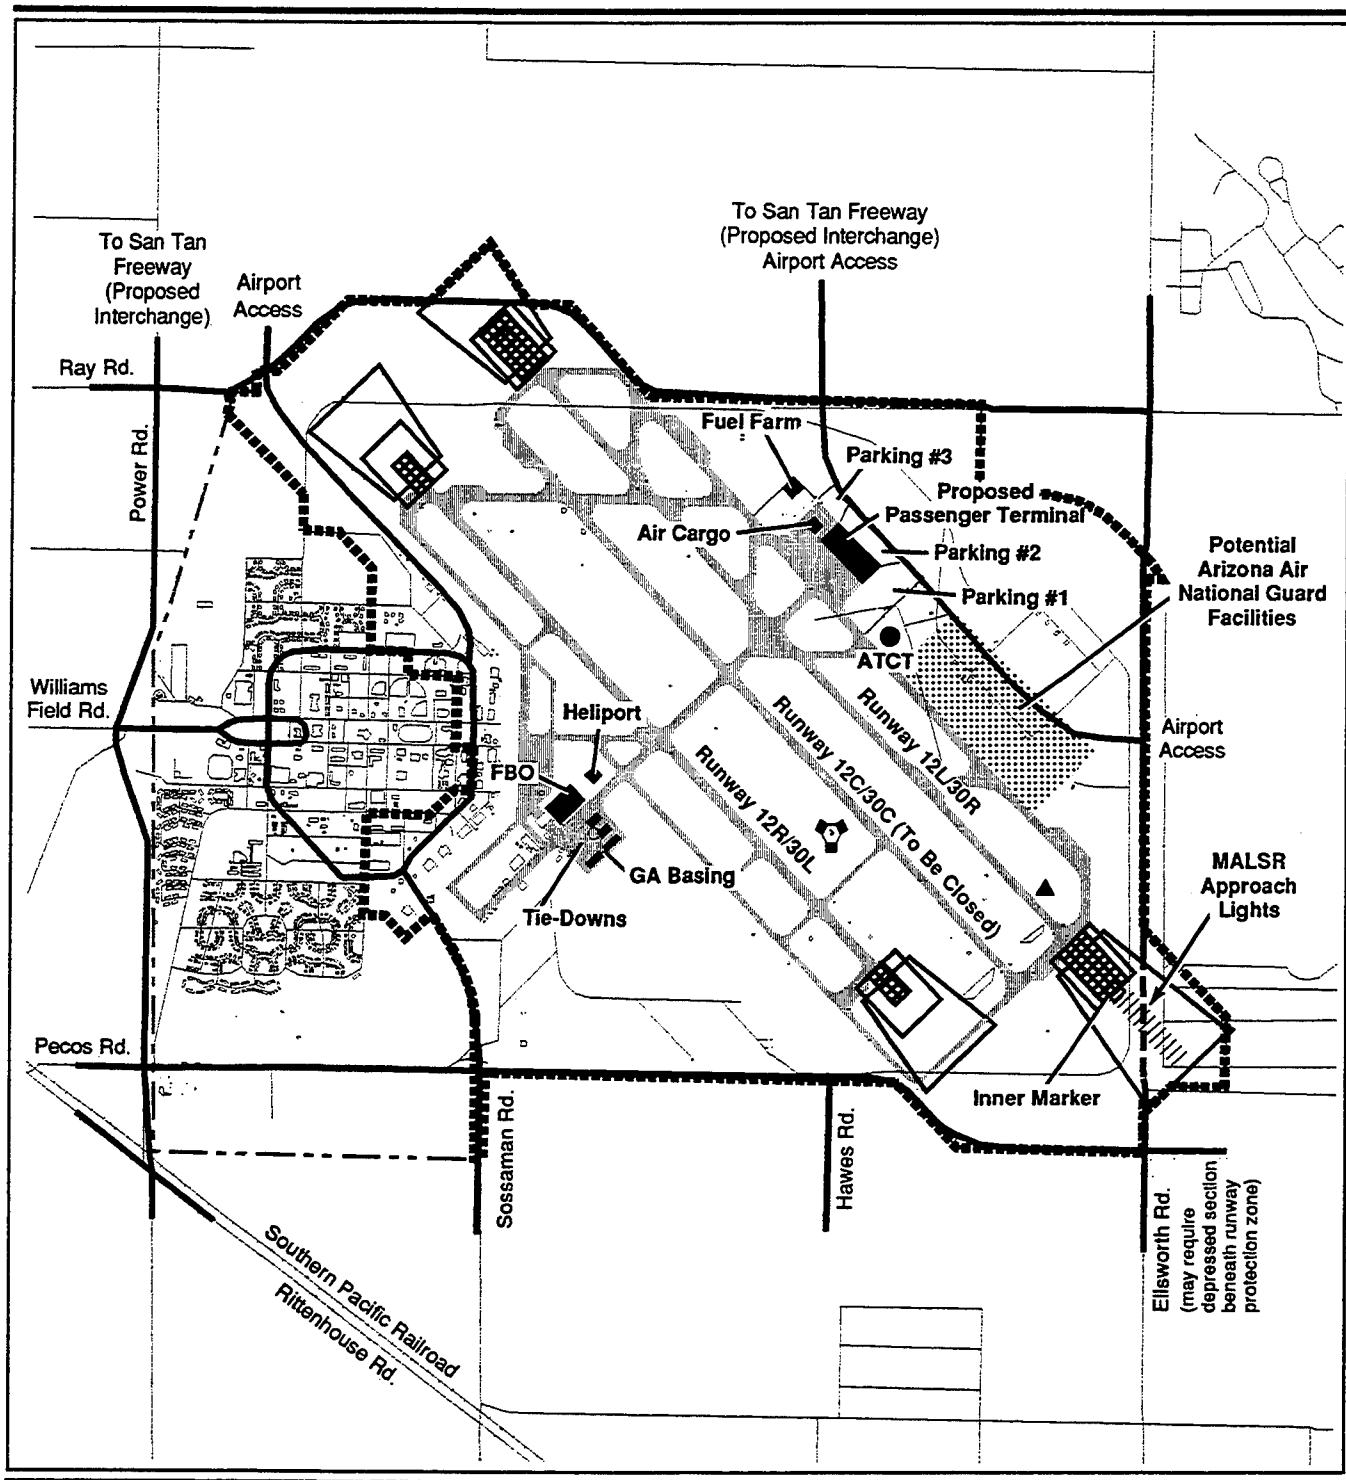 To San Tan Freeway
(Proposed Interchange)
Airport Access
To San Tan
Freeway
(Proposed
Interchange)
Airport
Access
Ray Rd.
Power Rd.
Fuel Farm
Parking #3
Proposed
Passenger Terminal
Air Cargo
Parking #2
Parking #1
Potential
Arizona Air
National Guard
Facilities
ATCT
Williams
Field Rd.
Heliport
FBO
Runway 12L/30R
Runway 12C/30C (To Be Closed)
Runway 12R/30L
Airport
Access
GA Basing
Tie-Downs
MALSR
Approach
Lights
Pecos Rd.
Inner Marker
Sossaman Rd.
Hawes Rd.
Ellsworth Rd.
(may require
depressed section
beneath runway
protection zone)
Southern Pacific Railroad
Rittenhouse Rd.